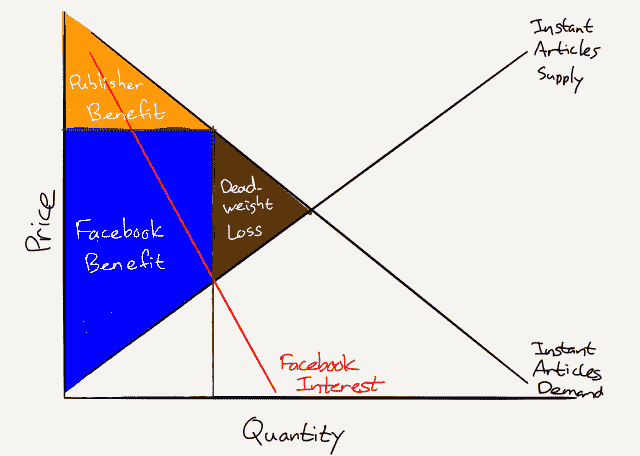 Instant
Articles
Supply
Publisher
Benefit
Dead-
weight
Loss
Facebook
Benefit
Price
Facebook
Interest
Instant
Articles
Demand
Quantity